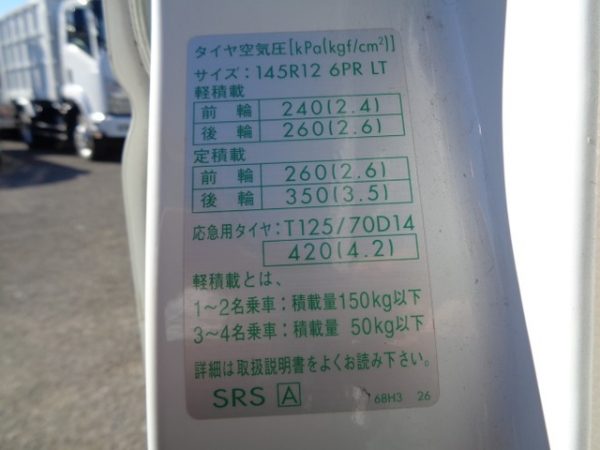 タイヤ空気圧[kPa(kgf/cm²)]
サイズ：145R12 6PR LT
軽積載
前 輪 240(2.4)
後 輪 260(2.6)
定積載
前 輪 260(2.6)
後 輪 350(3.5)
応急用タイヤ：T125/70D14
420(4.2)
軽積載とは、
1～2名乗車：積載量150kg以下
3～4名乗車：積載量 50kg以下
詳細は取扱説明書をよくお読み下さい。
SRS A 68H3 26